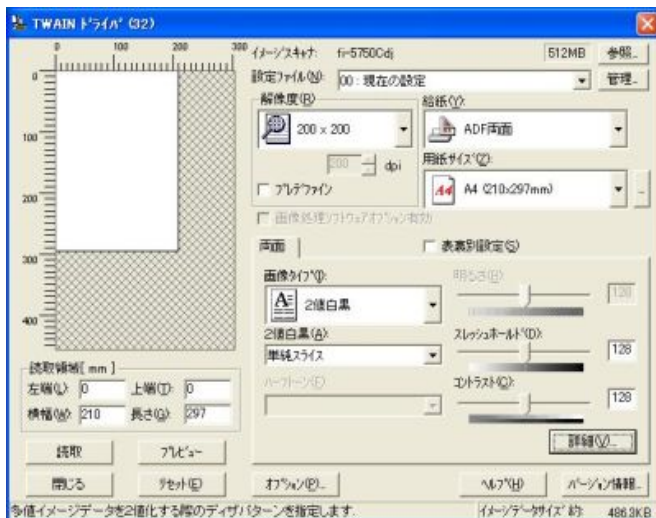 TWAIN ドライバ (32)
0 100 200 300
0
100
200
300
400
イメージスキャナ: fi-5750Cdj 512MB 参照...
設定ファイル(N): 00 : 現在の設定 管理...
解像度(R)
200 x 200
200 dpi
プレデファイン
給紙(Y):
ADF両面
用紙サイズ(Z):
A4 A4 (210x297mm) ...
画像処理ソフトウェアオプション有効
両面 表裏別設定(S)
画像タイプ(I):
2値白黒
2値白黒(A):
単純スライス
ハーフトーン(F)
明るさ(B):
128
スレッシュホールド(D):
128
コントラスト(C):
128
詳細(V)...
読取領域[ mm ]
左端(L): 0 上端(T): 0
横幅(W): 210 長さ(G): 297
読取 プレビュー
閉じる リセット(E) オプション(P)... ヘルプ(H) バージョン情報...
多値イメージデータを2値化する際のディザパターンを指定します. イメージデータサイズ 約 486.3KB